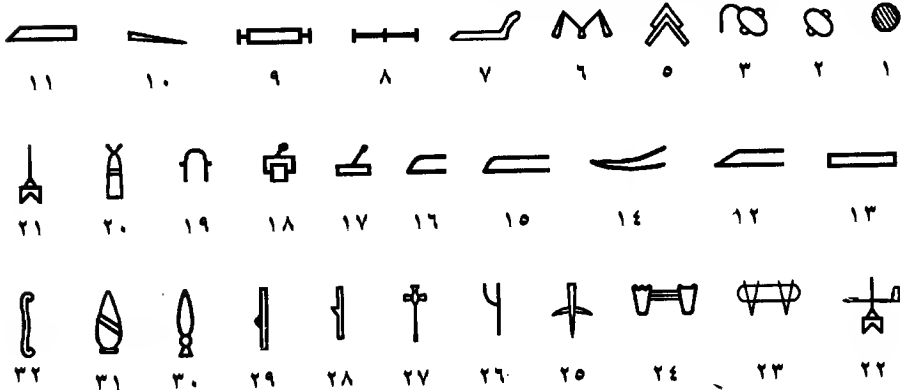 ١ ٢ ٣ ٥ ٦ ٧ ٨ ٩ ١٠ ١١
١٣ ١٢ ١٤ ١٥ ١٦ ١٧ ١٨ ١٩ ٢٠ ٢١
٢٢ ٢٣ ٢٤ ٢٥ ٢٦ ٢٧ ٢٨ ٢٩ ٣٠ ٣١ ٣٢